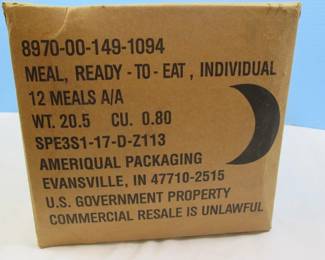 8970-00-149-1094
MEAL, READY - TO - EAT , INDIVIDUAL
12 MEALS A/A
WT. 20.5 CU. 0.80
SPE3S1-17-D-Z113
AMERIQUAL PACKAGING
EVANSVILLE, IN 47710-2515
U.S. GOVERNMENT PROPERTY
COMMERCIAL RESALE IS UNLAWFUL